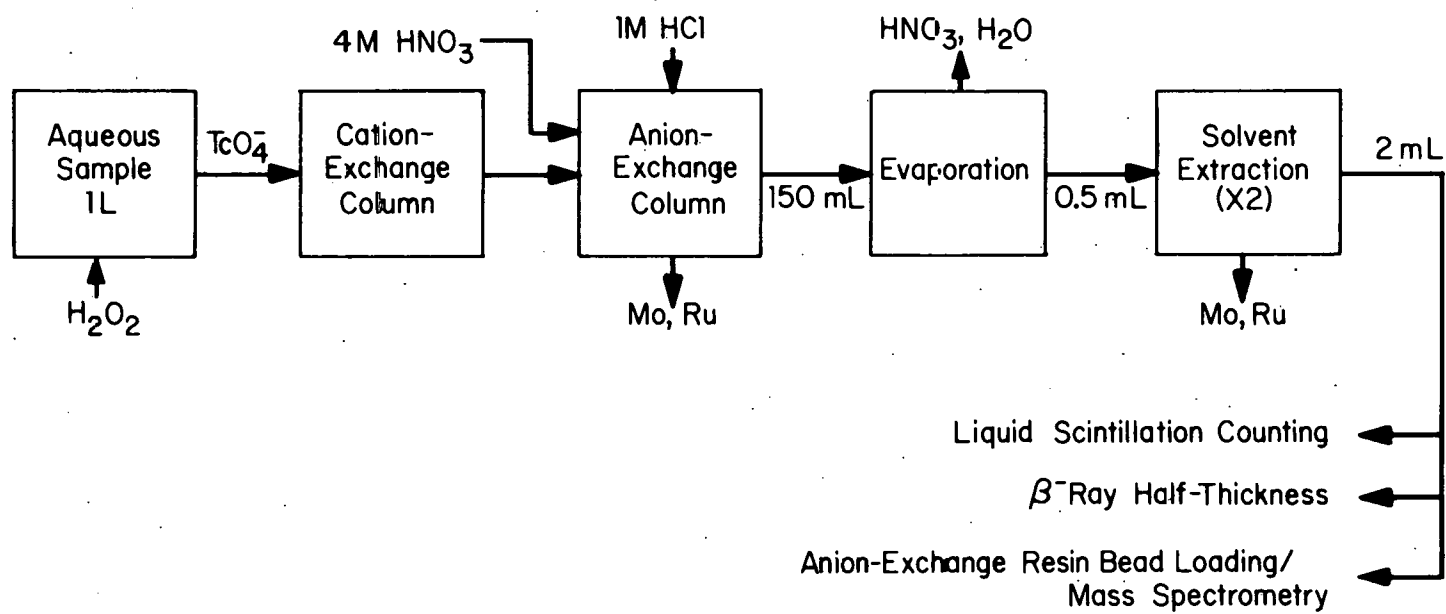 4M HNO₃
1M HCl
HNO₃, H₂O
Aqueous
Sample
1L
TcO₄⁻
Cation-
Exchange
Column
Anion-
Exchange
Column
150 mL
Evaporation
0.5 mL
Solvent
Extraction
(X2)
2 mL
H₂O₂
Mo, Ru
Mo, Ru
Liquid Scintillation Counting
β⁻Ray Half-Thickness
Anion-Exchange Resin Bead Loading/
Mass Spectrometry